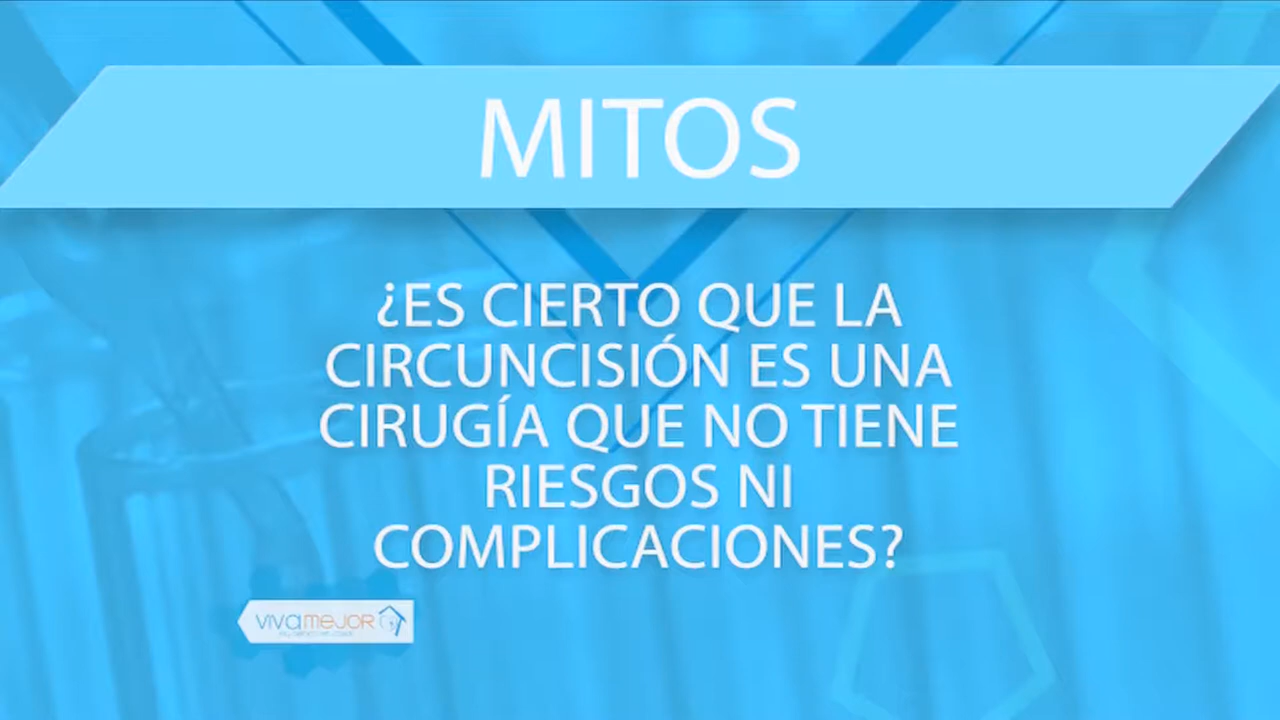 MITOS
¿ES CIERTO QUE LA
CIRCUNCISIÓN ES UNA
CIRUGÍA QUE NO TIENE
RIESGOS NI
COMPLICACIONES?
VIVAMEJOR